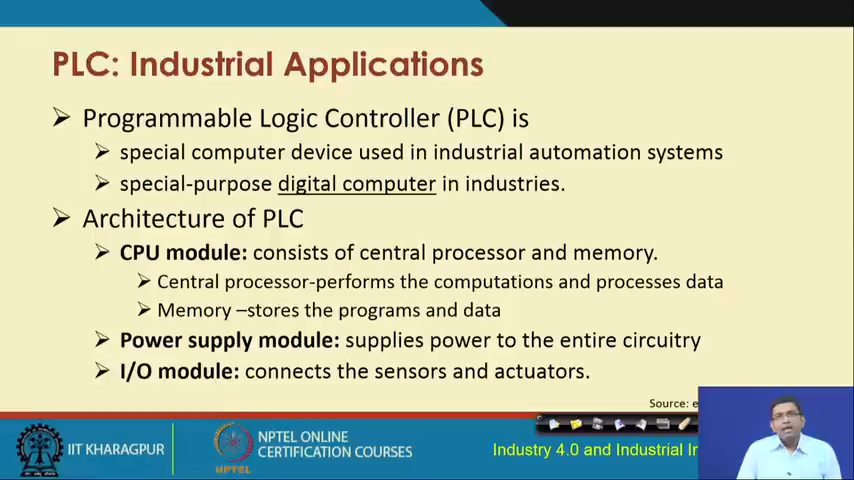 PLC: Industrial Applications
➢ Programmable Logic Controller (PLC) is
➢ special computer device used in industrial automation systems
➢ special-purpose digital computer in industries.
➢ Architecture of PLC
➢ CPU module: consists of central processor and memory.
➢ Central processor-performs the computations and processes data
➢ Memory –stores the programs and data
➢ Power supply module: supplies power to the entire circuitry
➢ I/O module: connects the sensors and actuators.
Source:
IIT KHARAGPUR
NPTEL ONLINE
CERTIFICATION COURSES
NPTEL
Industry 4.0 and Industrial